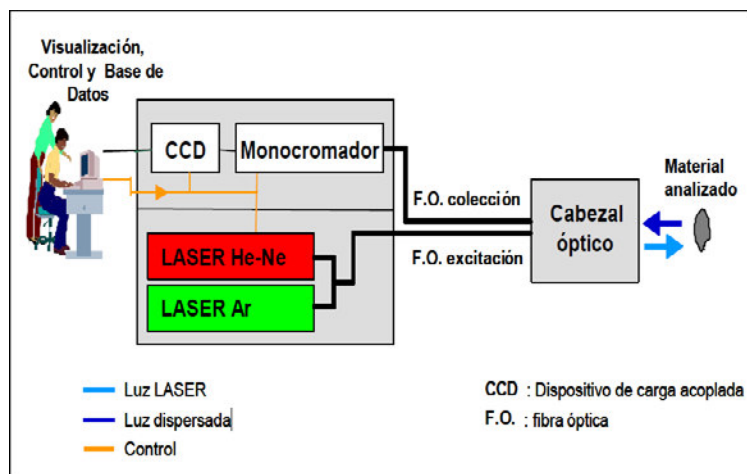 Visualización,
Control y Base de
Datos
CCD
Monocromador
F.O. colección
Cabezal
óptico
Material
analizado
LASER He-Ne
F.O. excitación
LASER Ar
Luz LASER
CCD : Dispositivo de carga acoplada
Luz dispersada
F.O. : fibra óptica
Control